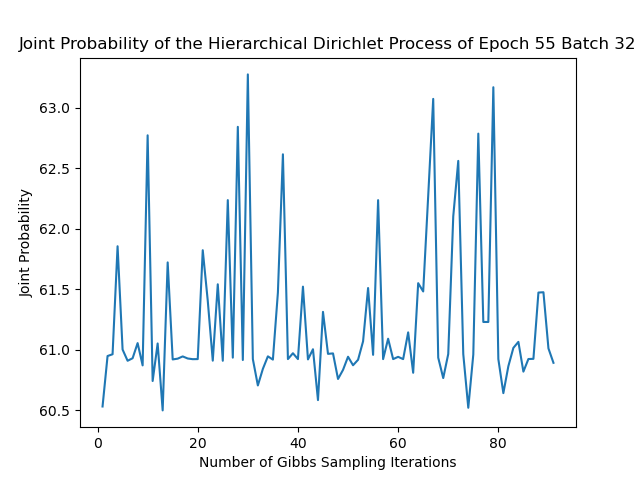 Joint Probability of the Hierarchical Dirichlet Process of Epoch 55 Batch 32
63.0
62.5
62.0
61.5
61.0
60.5
Joint Probability
0 20 40 60 80
Number of Gibbs Sampling Iterations